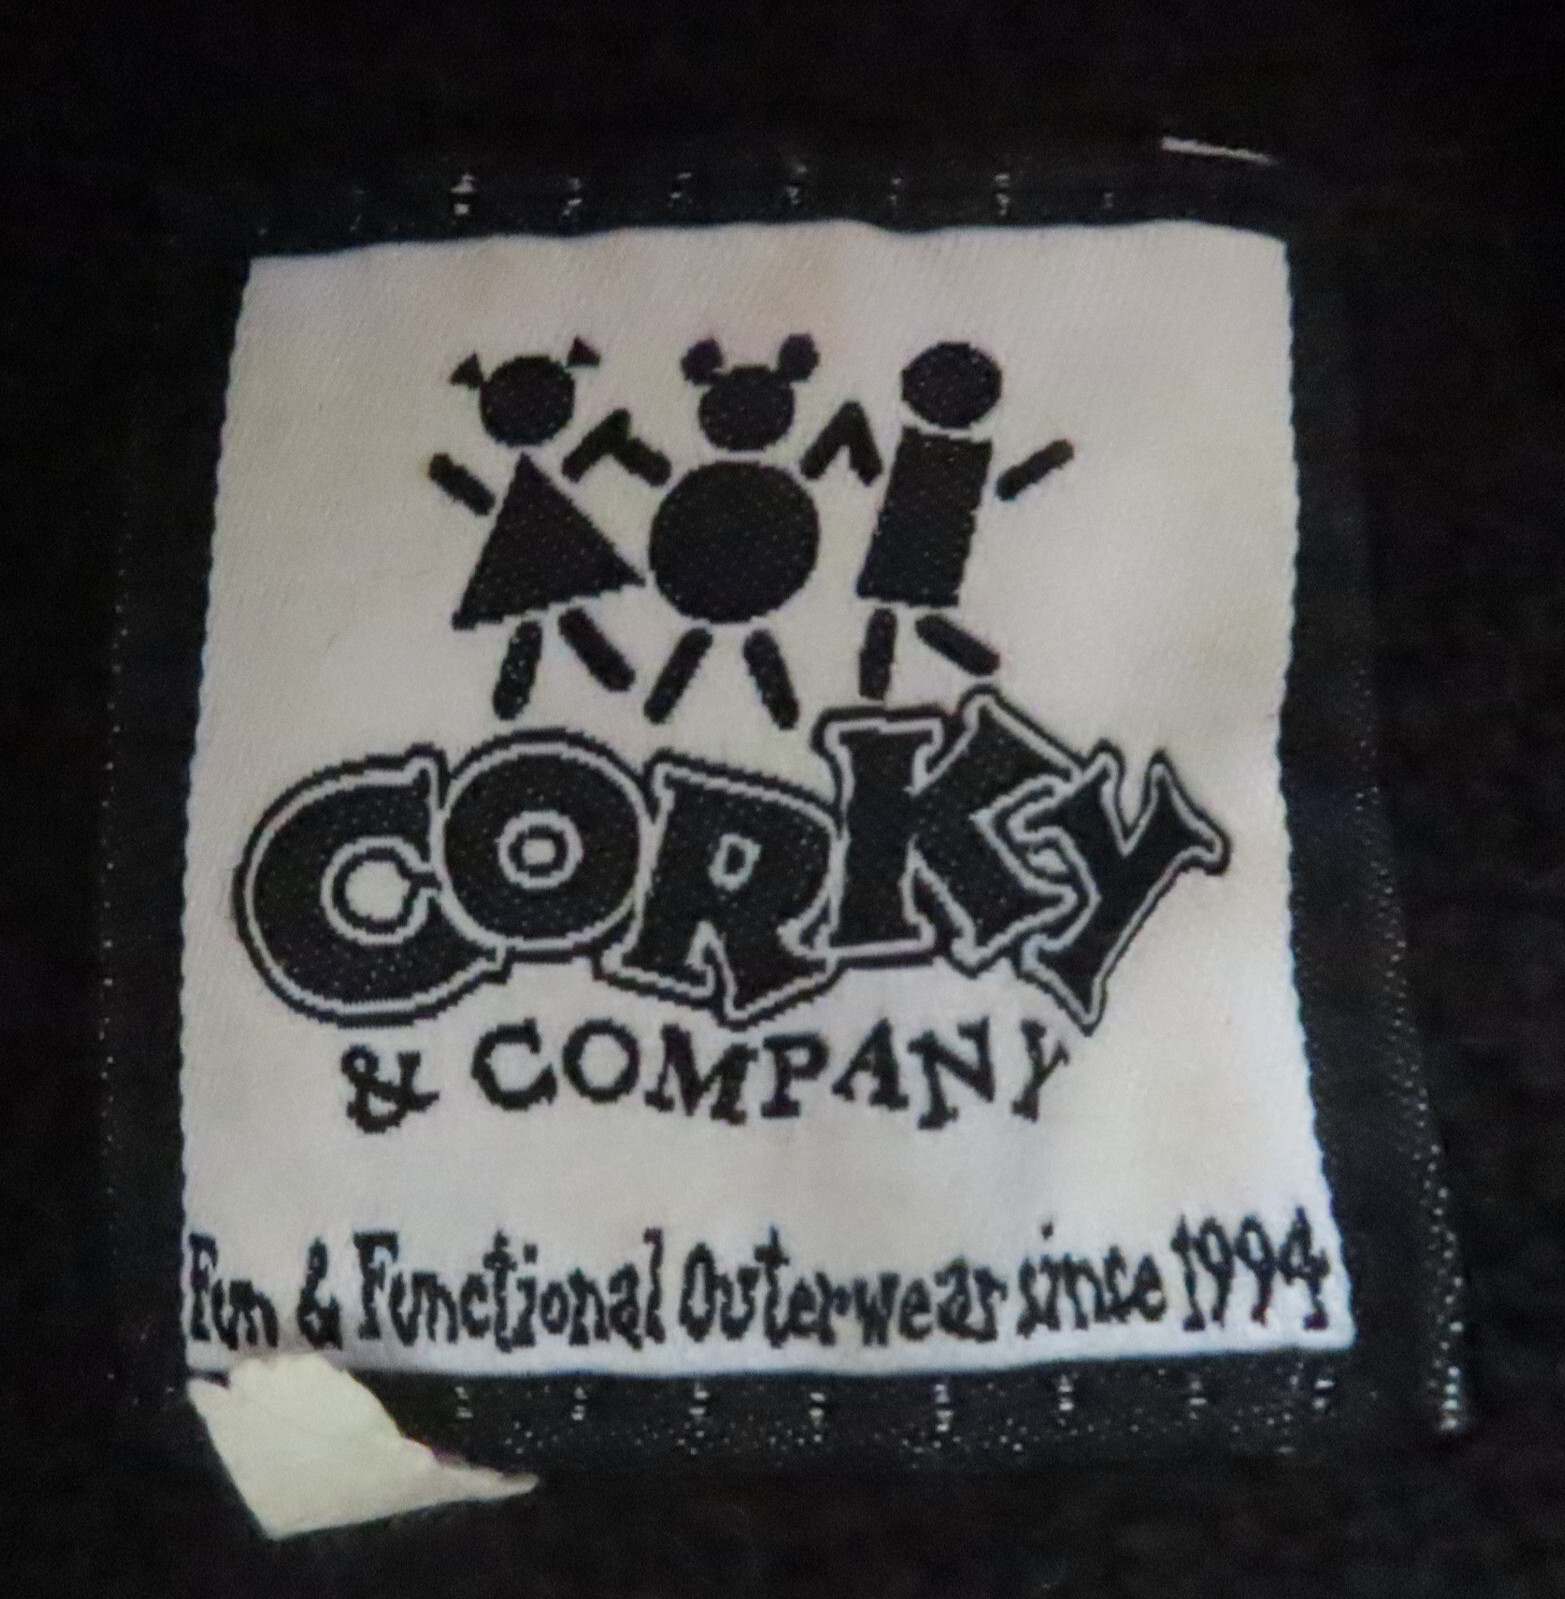 CORKY
& COMPANY
Fun & Functional Outerwear since 1994